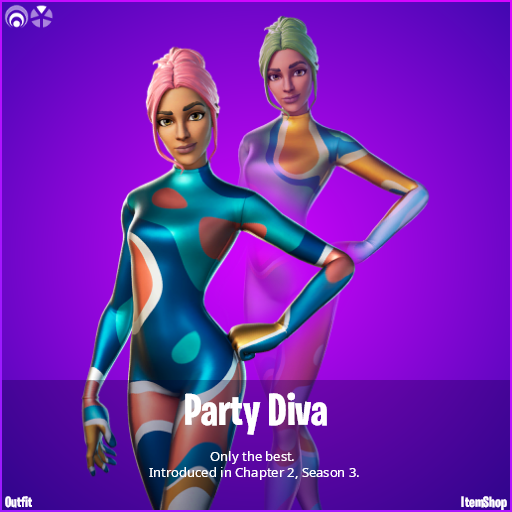 Party Diva
Only the best.
Introduced in Chapter 2, Season 3.
Outfit
ItemShop